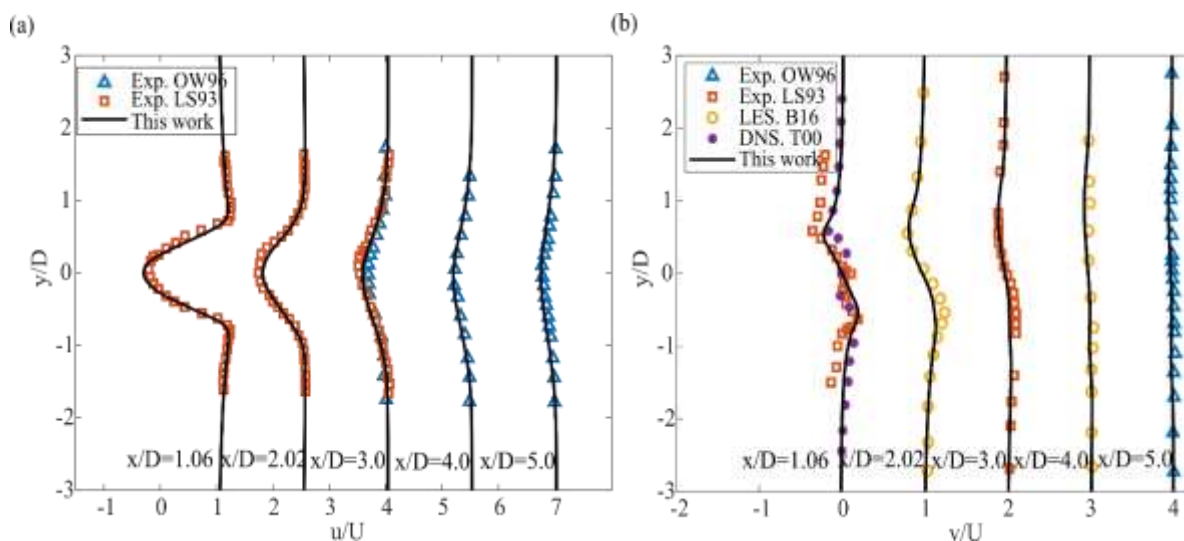 (a)
3
2
1
0
-1
-2
-3
y/D
Exp. OW96
Exp. LS93
This work
x/D=1.06 x/D=2.02 x/D=3.0 x/D=4.0 x/D=5.0
-1 0 1 2 3 4 5 6 7
u/U
(b)
3
2
1
0
-1
-2
-3
y/D
Exp. OW96
Exp. LS93
LES. B16
DNS. T00
This work
x/D=1.06 x/D=2.02 x/D=3.0 x/D=4.0 x/D=5.0
-2 -1 0 1 2 3 4
v/U